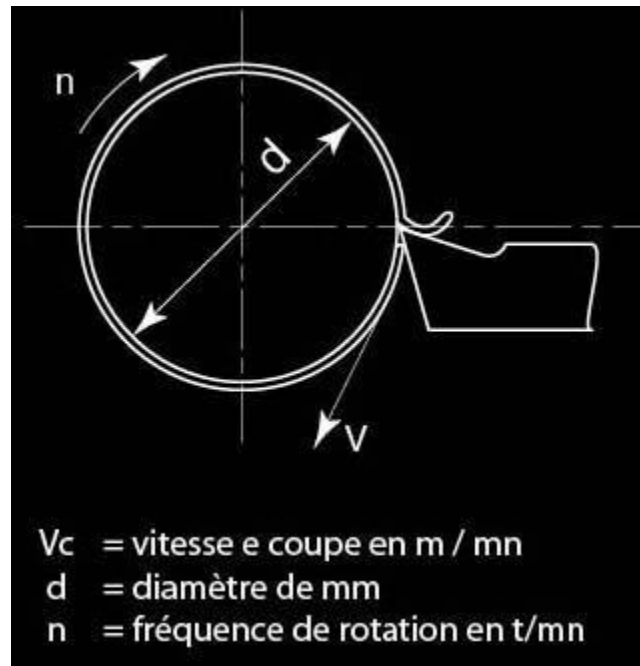 n
d
V
Vc = vitesse e coupe en m / mn
d = diamètre de mm
n = fréquence de rotation en t/mn